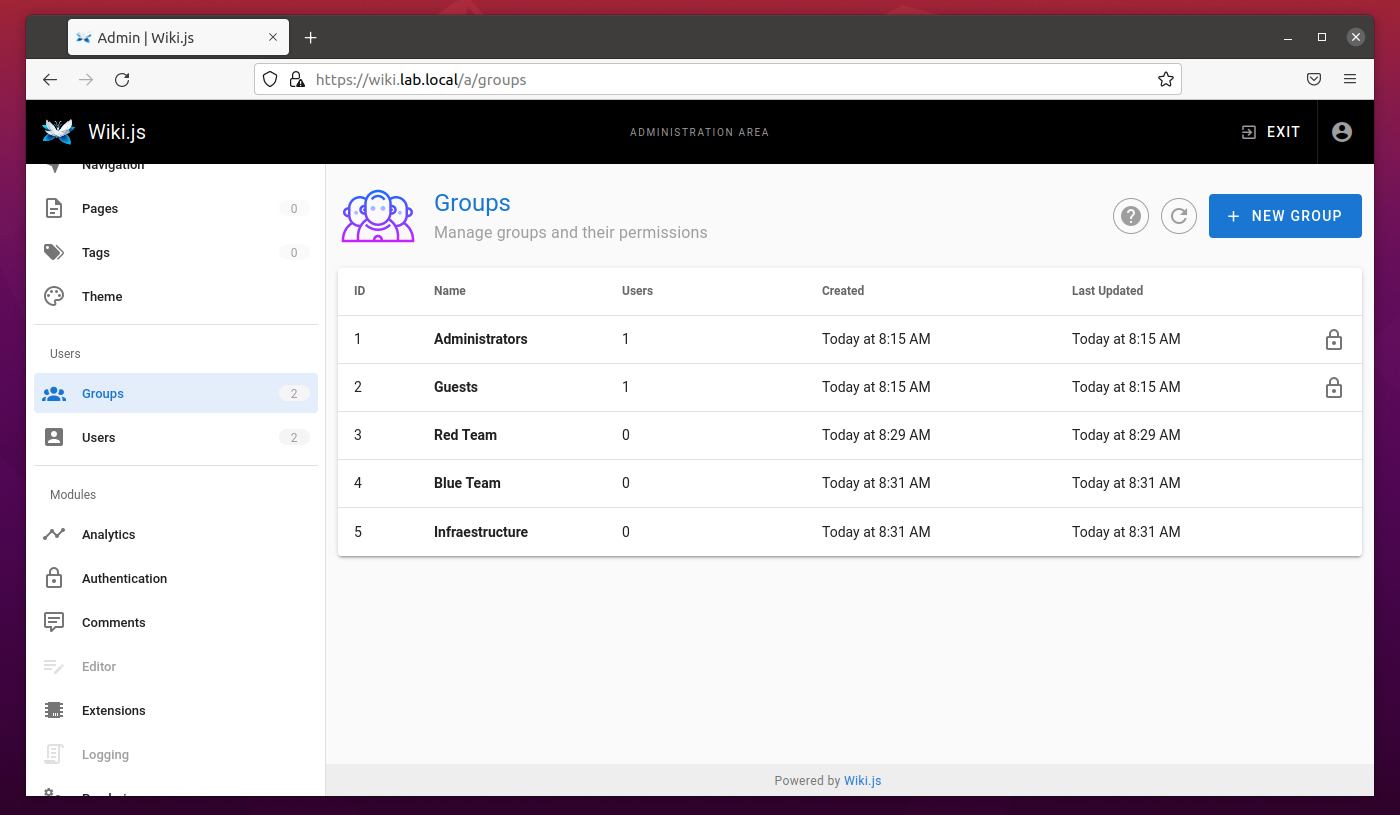 Admin | Wiki.js
https://wiki.lab.local/a/groups
Wiki.js
ADMINISTRATION AREA
EXIT
Navigation
Pages 0
Tags 0
Theme
Users
Groups 2
Users 2
Modules
Analytics
Authentication
Comments
Editor
Extensions
Logging
Groups
Manage groups and their permissions
NEW GROUP
ID Name Users Created Last Updated
1 Administrators 1 Today at 8:15 AM Today at 8:15 AM
2 Guests 1 Today at 8:15 AM Today at 8:15 AM
3 Red Team 0 Today at 8:29 AM Today at 8:29 AM
4 Blue Team 0 Today at 8:31 AM Today at 8:31 AM
5 Infraestructure 0 Today at 8:31 AM Today at 8:31 AM
Powered by Wiki.js